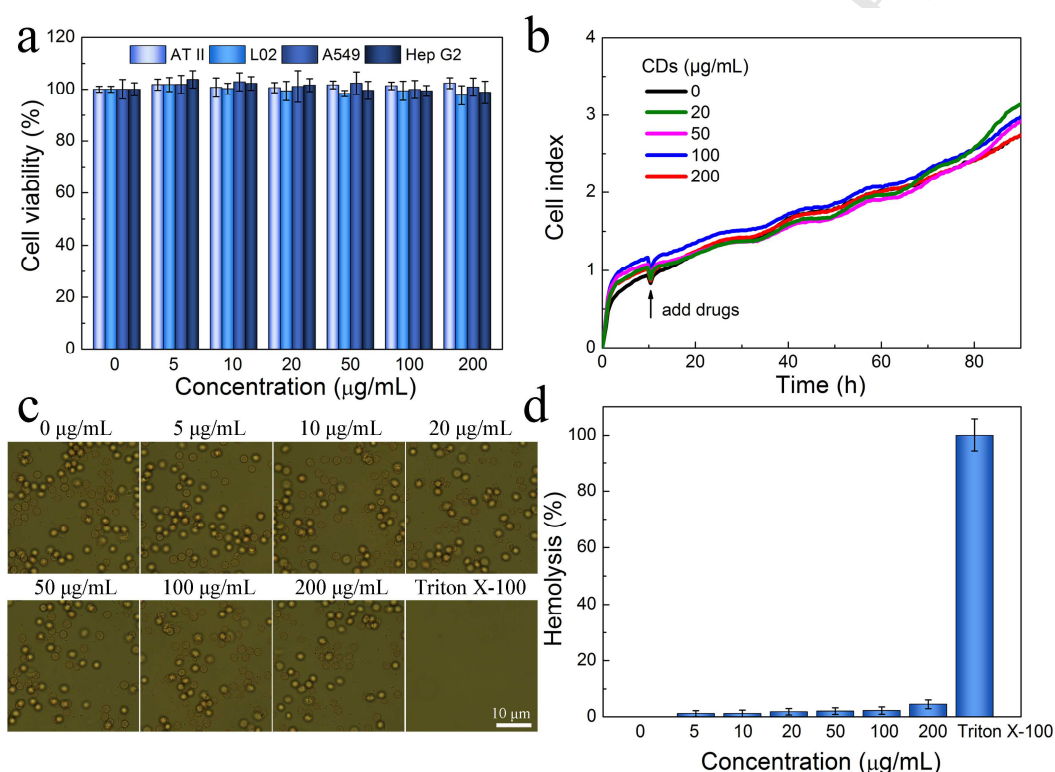 a
120
100
80
60
40
20
0
Cell viability (%)
AT II L02 A549 Hep G2
0 5 10 20 50 100 200
Concentration (μg/mL)
b
4
3
2
1
0
Cell index
CDs (μg/mL)
0
20
50
100
200
add drugs
0 20 40 60 80
Time (h)
c
0 μg/mL 5 μg/mL 10 μg/mL 20 μg/mL
50 μg/mL 100 μg/mL 200 μg/mL Triton X-100
10 μm
d
100
80
60
40
20
0
Hemolysis (%)
0 5 10 20 50 100 200 Triton X-100
Concentration (μg/mL)